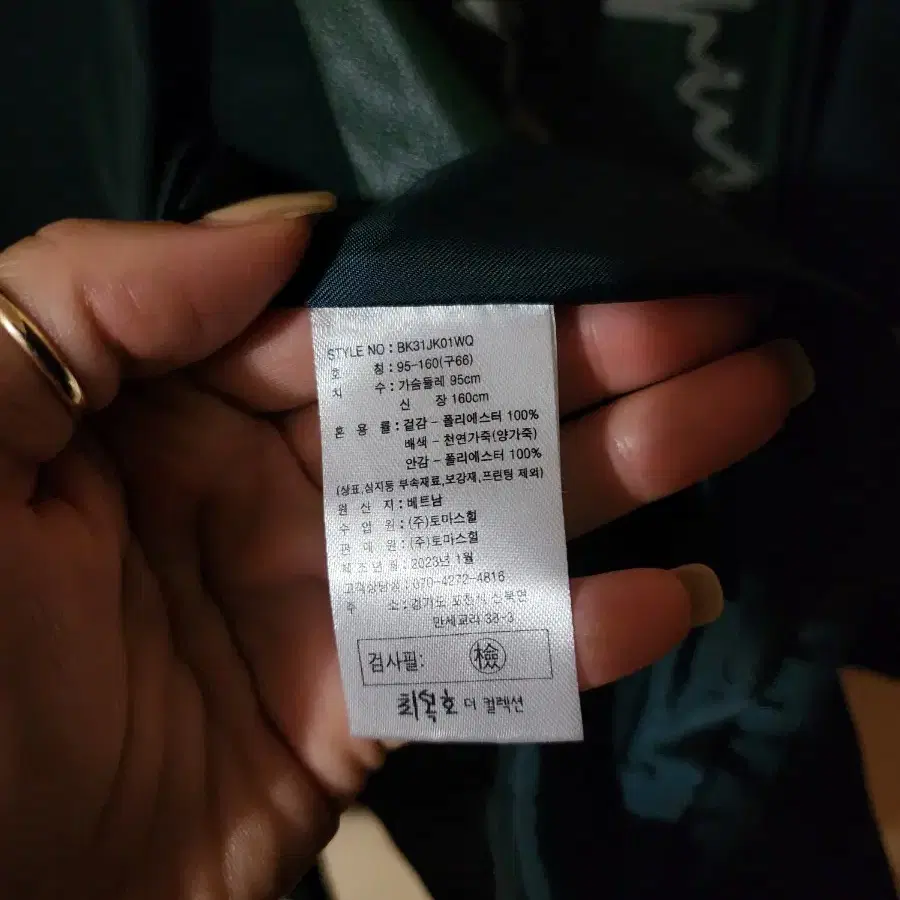 STYLE NO : BK31JK01WQ
호 칭 : 95-160(구66)
치 수 : 가슴둘레 95cm
신 장 160cm
혼 용 률 : 겉감 - 폴리에스터 100%
배색 - 천연가죽(양가죽)
안감 - 폴리에스터 100%
(상표,심지등 부속재료,보강재,프린팅 제외)
원 산 지 : 베트남
수 입 원 : (주)토마스힐
판 매 원 : (주)토마스힐
제조년월 : 2023년 1월
고객상담실 : 070-4272-4816
주 소 : 경기도 포천시 신북면
만세교리 38-3
검사필: 檢
최복호 더 컬렉션